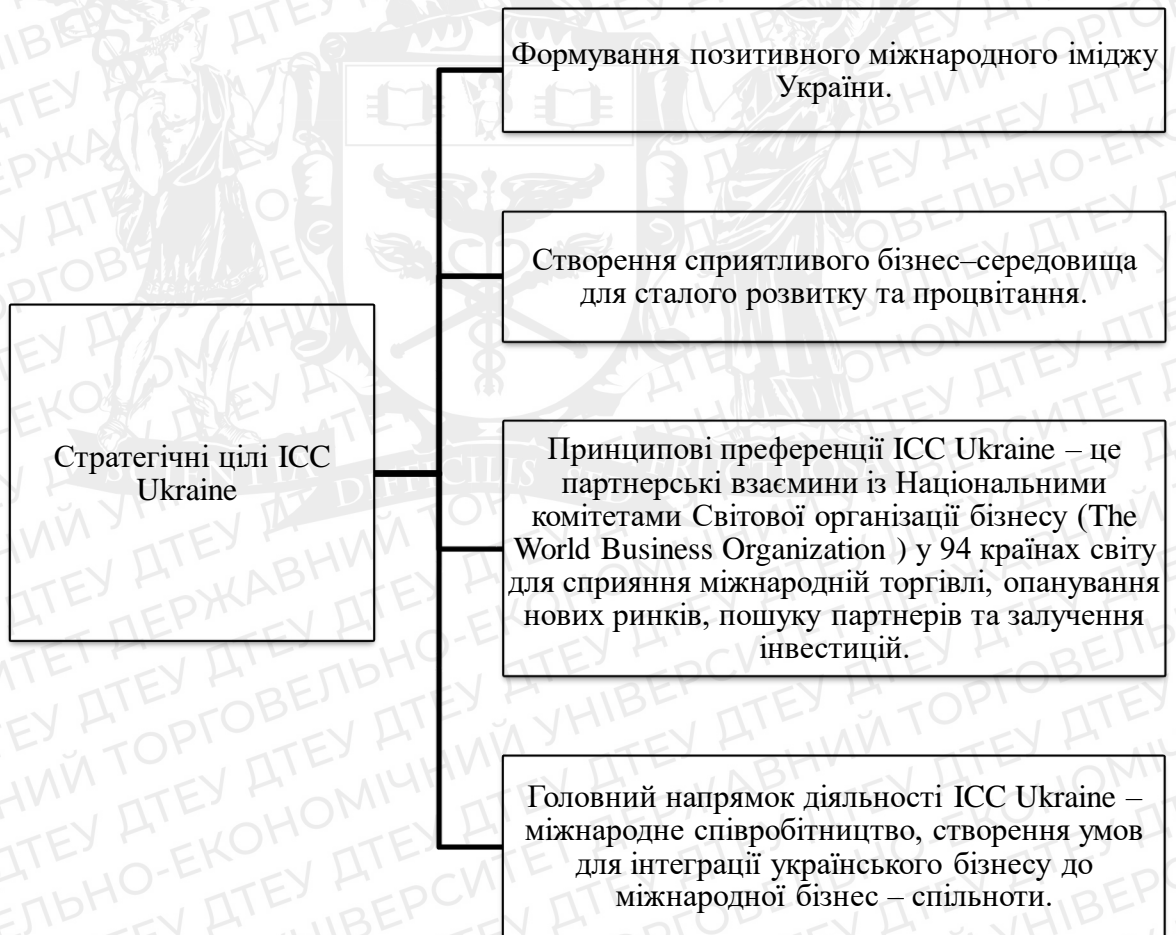 Формування позитивного міжнародного іміджу
України.
Створення сприятливого бізнес–середовища
для сталого розвитку та процвітання.
Стратегічні цілі ICC
Ukraine
Принципові преференції ICC Ukraine – це
партнерські взаємини із Національними
комітетами Світової організації бізнесу (The
World Business Organization ) у 94 країнах світу
для сприяння міжнародній торгівлі, опанування
нових ринків, пошуку партнерів та залучення
інвестицій.
Головний напрямок діяльності ICC Ukraine –
міжнародне співробітництво, створення умов
для інтеграції українського бізнесу до
міжнародної бізнес – спільноти.